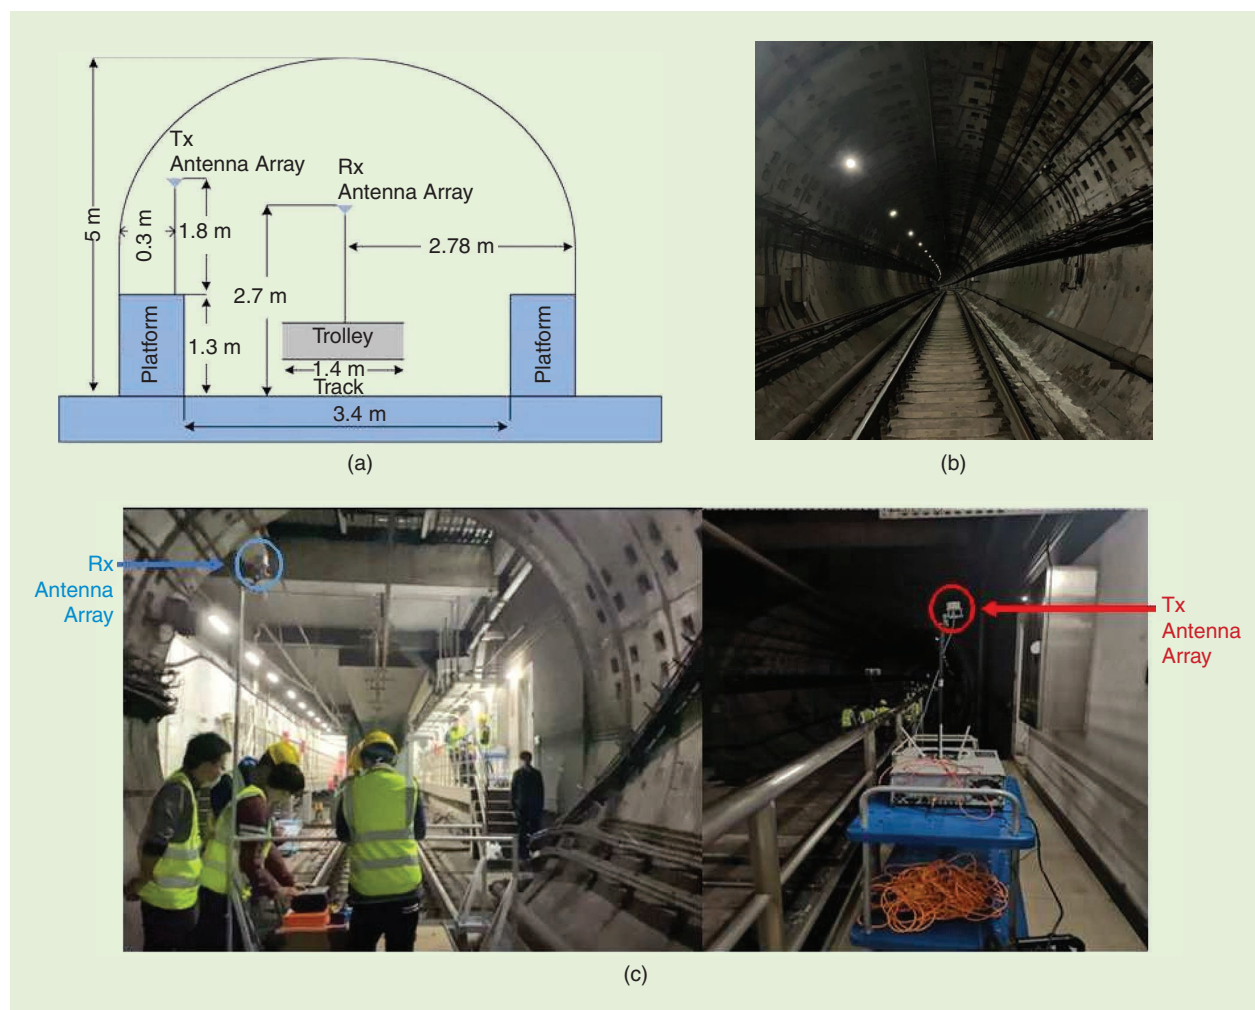 Tx
Antenna Array
Rx
Antenna Array
5 m
0.3 m
1.8 m
2.78 m
2.7 m
Platform
1.3 m
Trolley
1.4 m
Track
Platform
3.4 m
(a)
(b)
Rx
Antenna
Array
Tx
Antenna
Array
(c)